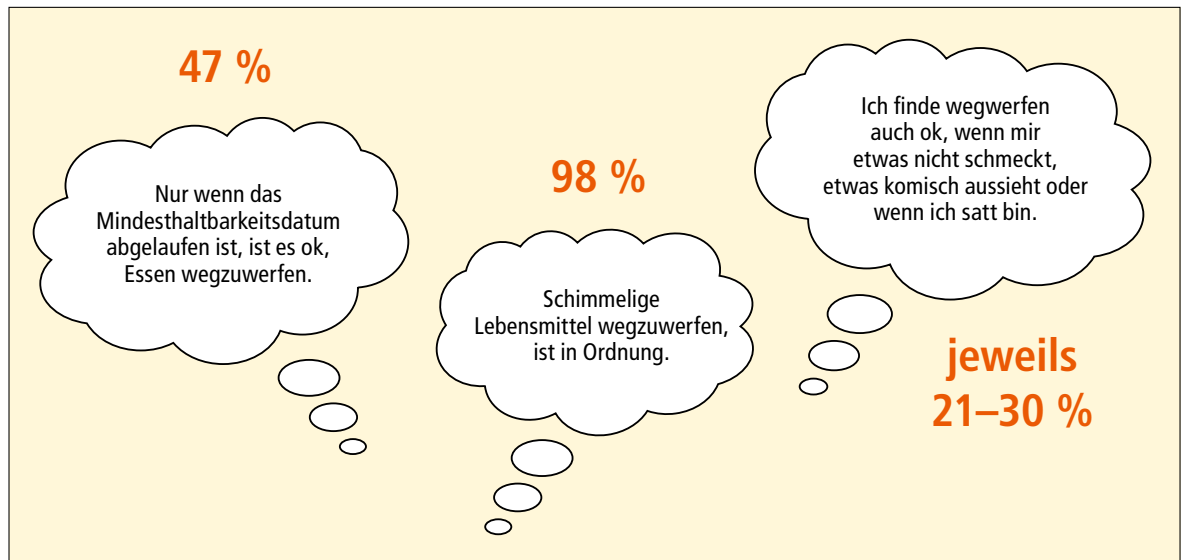 47 %
Nur wenn das
Mindesthaltbarkeitsdatum
abgelaufen ist, ist es ok,
Essen wegzuwerfen.
98 %
Schimmelige
Lebensmittel wegzuwerfen,
ist in Ordnung.
Ich finde wegwerfen
auch ok, wenn mir
etwas nicht schmeckt,
etwas komisch aussieht oder
wenn ich satt bin.
jeweils
21–30 %